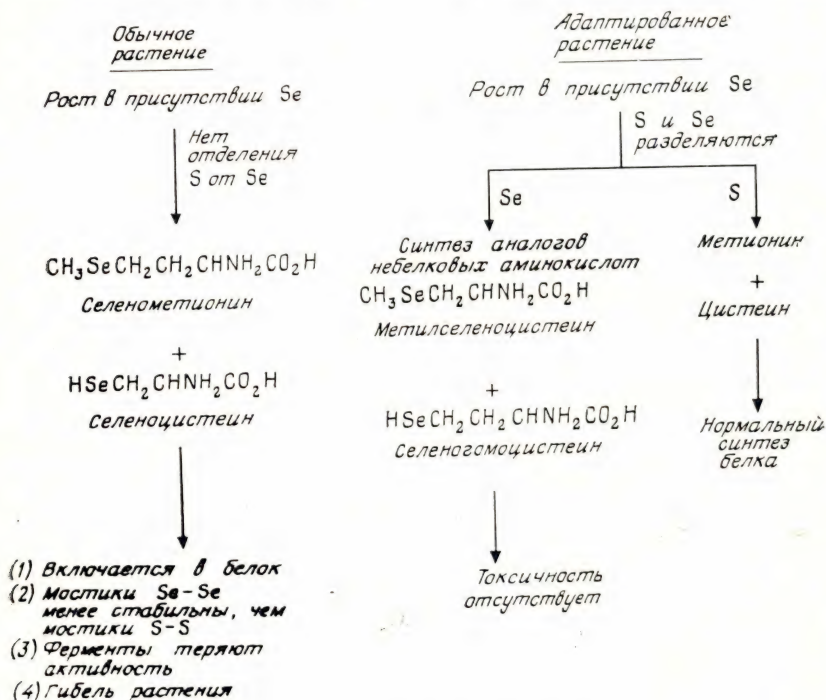 Обычное
растение
Рост в присутствии Se
Нет
отделения
S от Se
CH₃SeCH₂CH₂CHNH₂CO₂H
Селенометионин
+
HSeCH₂CHNH₂CO₂H
Селеноцистеин
(1) Включается в белок
(2) Мостики Se–Se
менее стабильны, чем
мостики S–S
(3) Ферменты теряют
активность
(4) Гибель растения
Адаптированное
растение
Рост в присутствии Se
S и Se
разделяются
Se
Синтез аналогов
небелковых аминокислот
CH₃SeCH₂CHNH₂CO₂H
Метилселеноцистеин
+
HSeCH₂CH₂CHNH₂CO₂H
Селеногомоцистеин
Токсичность
отсутствует
S
Метионин
+
Цистеин
Нормальный
синтез
белка